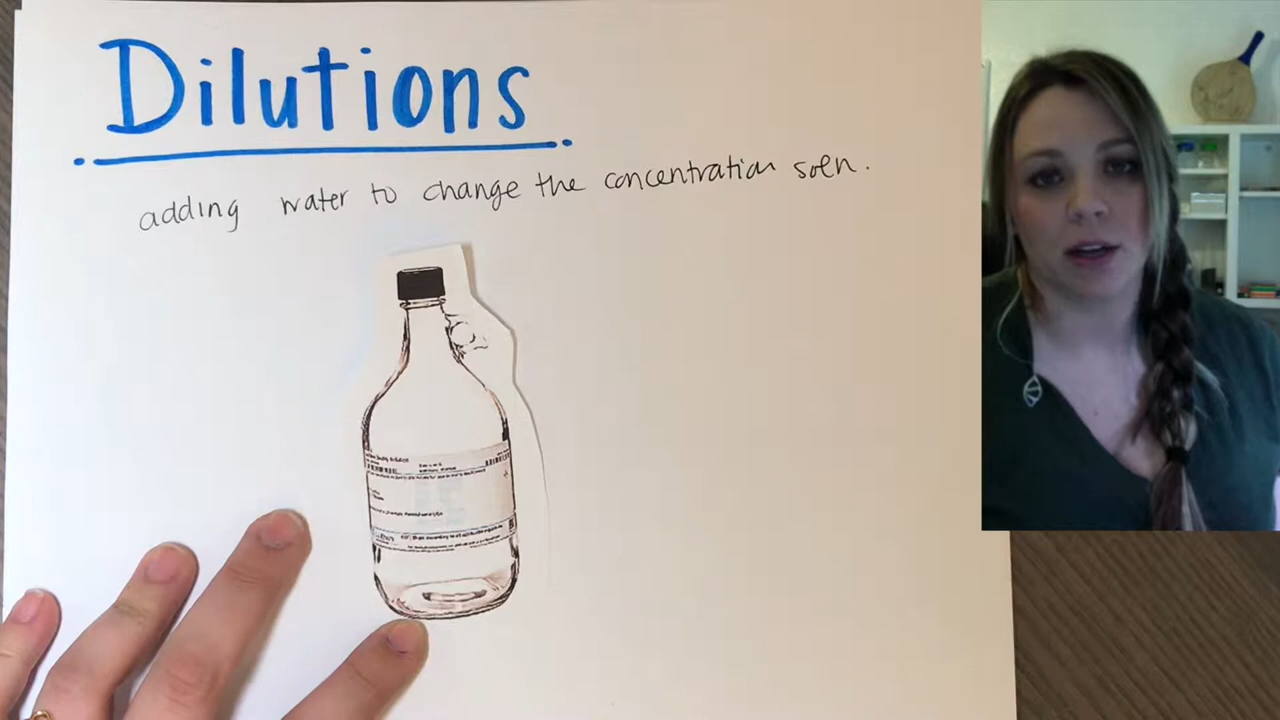 Dilutions
adding water to change the concentration soln.